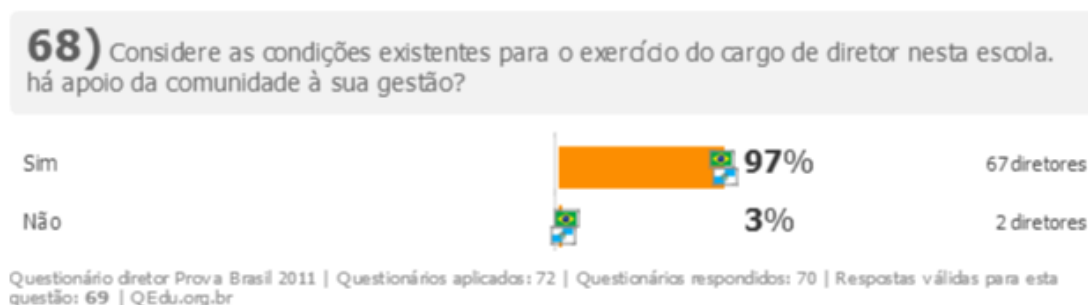 68) Considere as condições existentes para o exercício do cargo de diretor nesta escola.
há apoio da comunidade à sua gestão?
Sim 97% 67 diretores
Não 3% 2 diretores
Questionário diretor Prova Brasil 2011 | Questionários aplicados: 72 | Questionários respondidos: 70 | Respostas válidas para esta
questão: 69 | QEdu.org.br